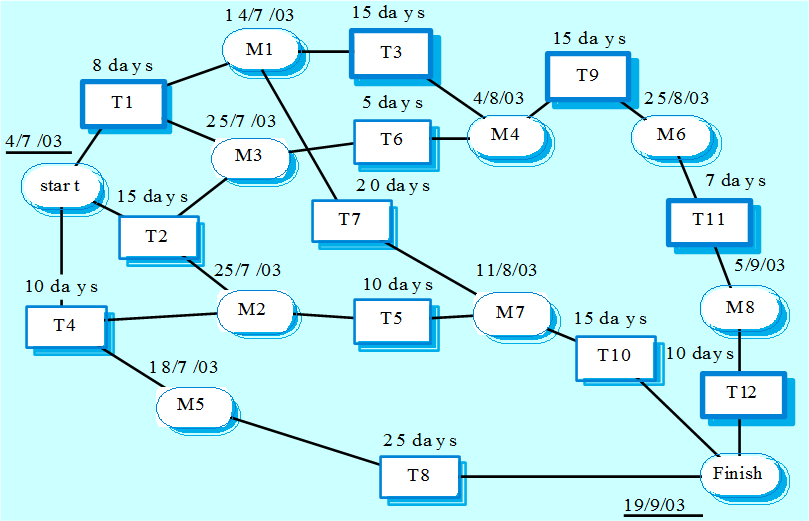 14/7/03
15 days
15 days
M1
T3
8 days
T9
T1
25/7/03
5 days
4/8/03
25/8/03
4/7/03
M3
T6
M4
M6
start
15 days
20 days
7 days
T2
T7
T11
10 days
25/7/03
10 days
11/8/03
5/9/03
T4
M2
T5
M7
M8
18/7/03
15 days
10 days
T10
M5
T12
25 days
T8
Finish
19/9/03